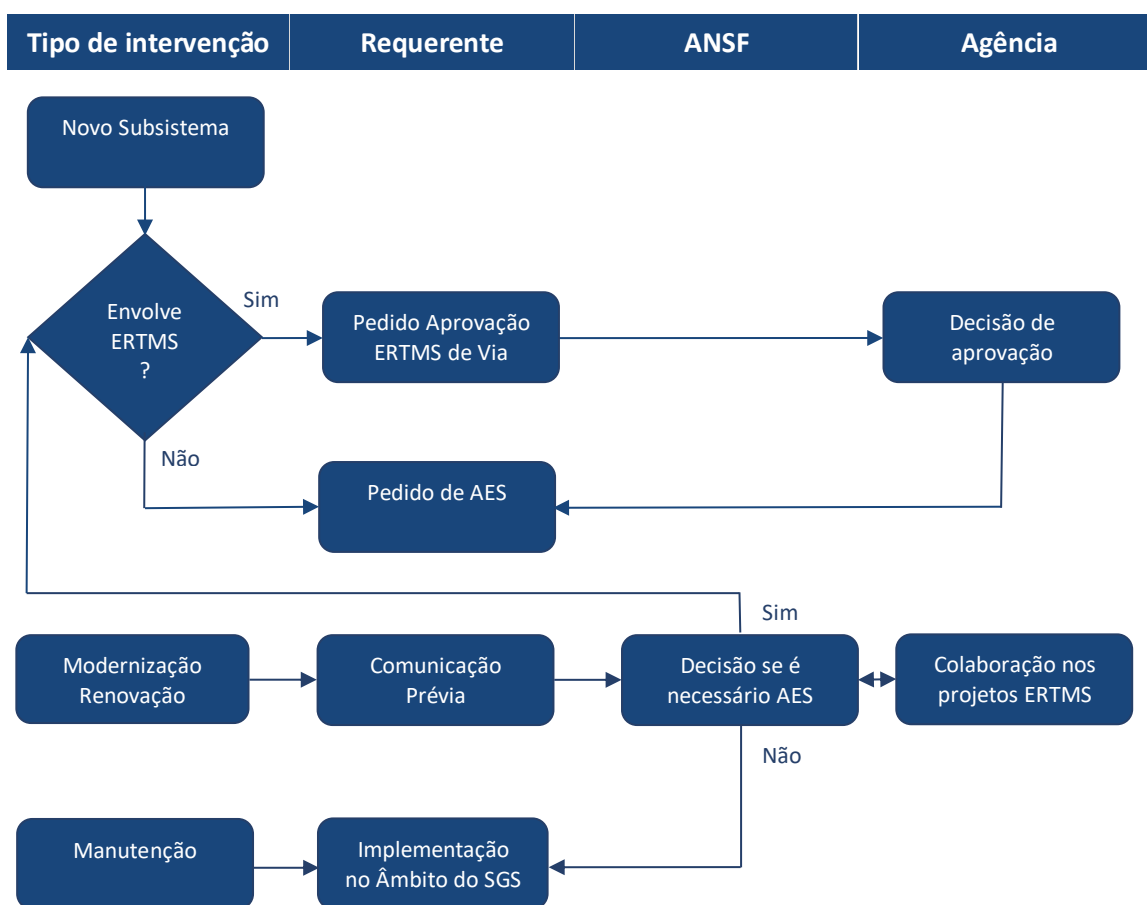 Tipo de intervenção
Requerente
ANSF
Agência
Novo Subsistema
Envolve
ERTMS
?
Sim
Pedido Aprovação
ERTMS de Via
Decisão de
aprovação
Não
Pedido de AES
Sim
Modernização
Renovação
Comunicação
Prévia
Decisão se é
necessário AES
Colaboração nos
projetos ERTMS
Não
Manutenção
Implementação
no Âmbito do SGS